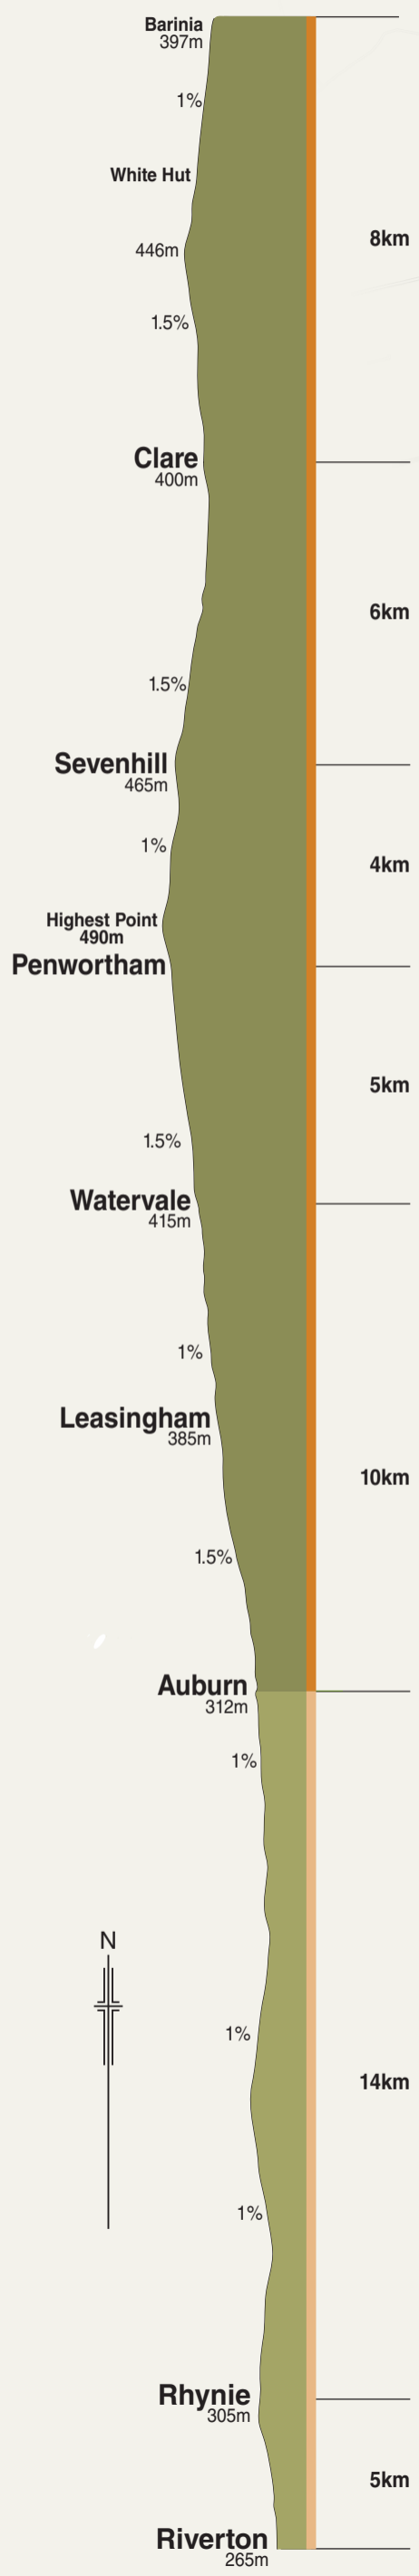 Barinia
397m
1%
White Hut
8km
446m
1.5%
Clare
400m
6km
1.5%
Sevenhill
465m
1%
4km
Highest Point
490m
Penwortham
5km
1.5%
Watervale
415m
1%
Leasingham
385m
10km
1.5%
Auburn
312m
1%
N
1%
14km
1%
Rhynie
305m
5km
Riverton
265m